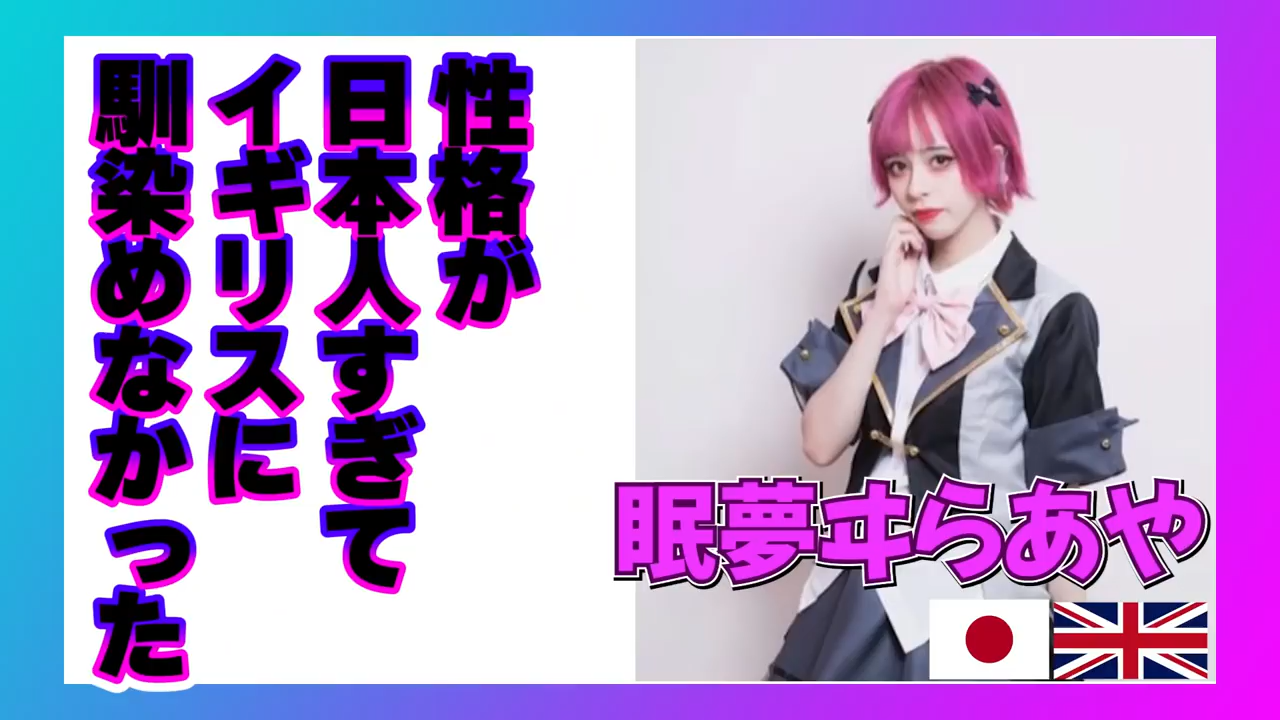 性格が
日本人すぎて
イギリスに
馴染めなかった
眠夢ヰらあや